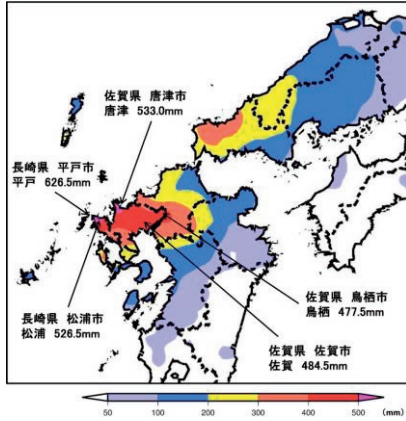 佐賀県 唐津市
唐津 533.0mm
長崎県 平戸市
平戸 626.5mm
長崎県 松浦市
松浦 526.5mm
佐賀県 鳥栖市
鳥栖 477.5mm
佐賀県 佐賀市
佐賀 484.5mm
50 100 200 300 400 500 (mm)